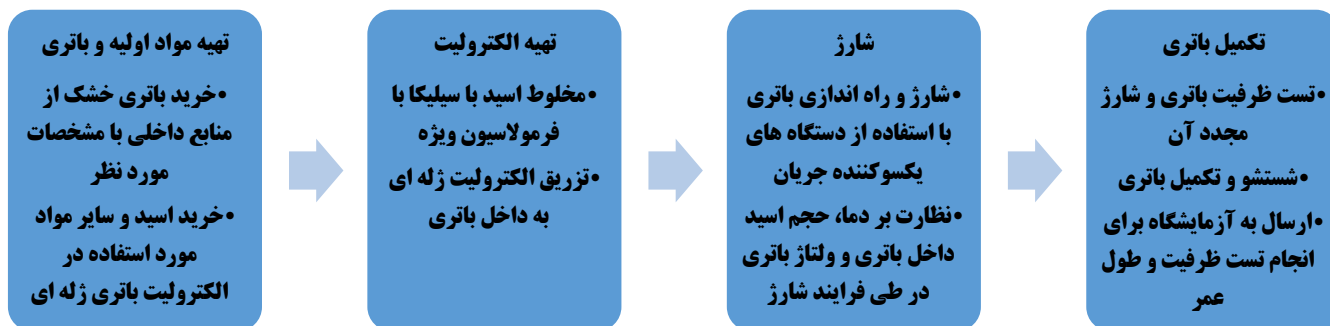 تهیه مواد اولیه و باتری
•خرید باتری خشک از
منابع داخلی با مشخصات
مورد نظر
•خرید اسید و سایر مواد
مورد استفاده در
الکترولیت باتری ژله ای
تهیه الکترولیت
•مخلوط اسید با سیلیکا با
فرمولاسیون ویژه
•تزریق الکترولیت ژله ای
به داخل باتری
شارژ
•شارژ و راه اندازی باتری
با استفاده از دستگاه های
یکسوکننده جریان
•نظارت بر دما، حجم اسید
داخل باتری و ولتاژ باتری
در طی فرایند شارژ
تکمیل باتری
•تست ظرفیت باتری و شارژ
مجدد آن
•شستشو و تکمیل باتری
•ارسال به آزمایشگاه برای
انجام تست ظرفیت و طول
عمر